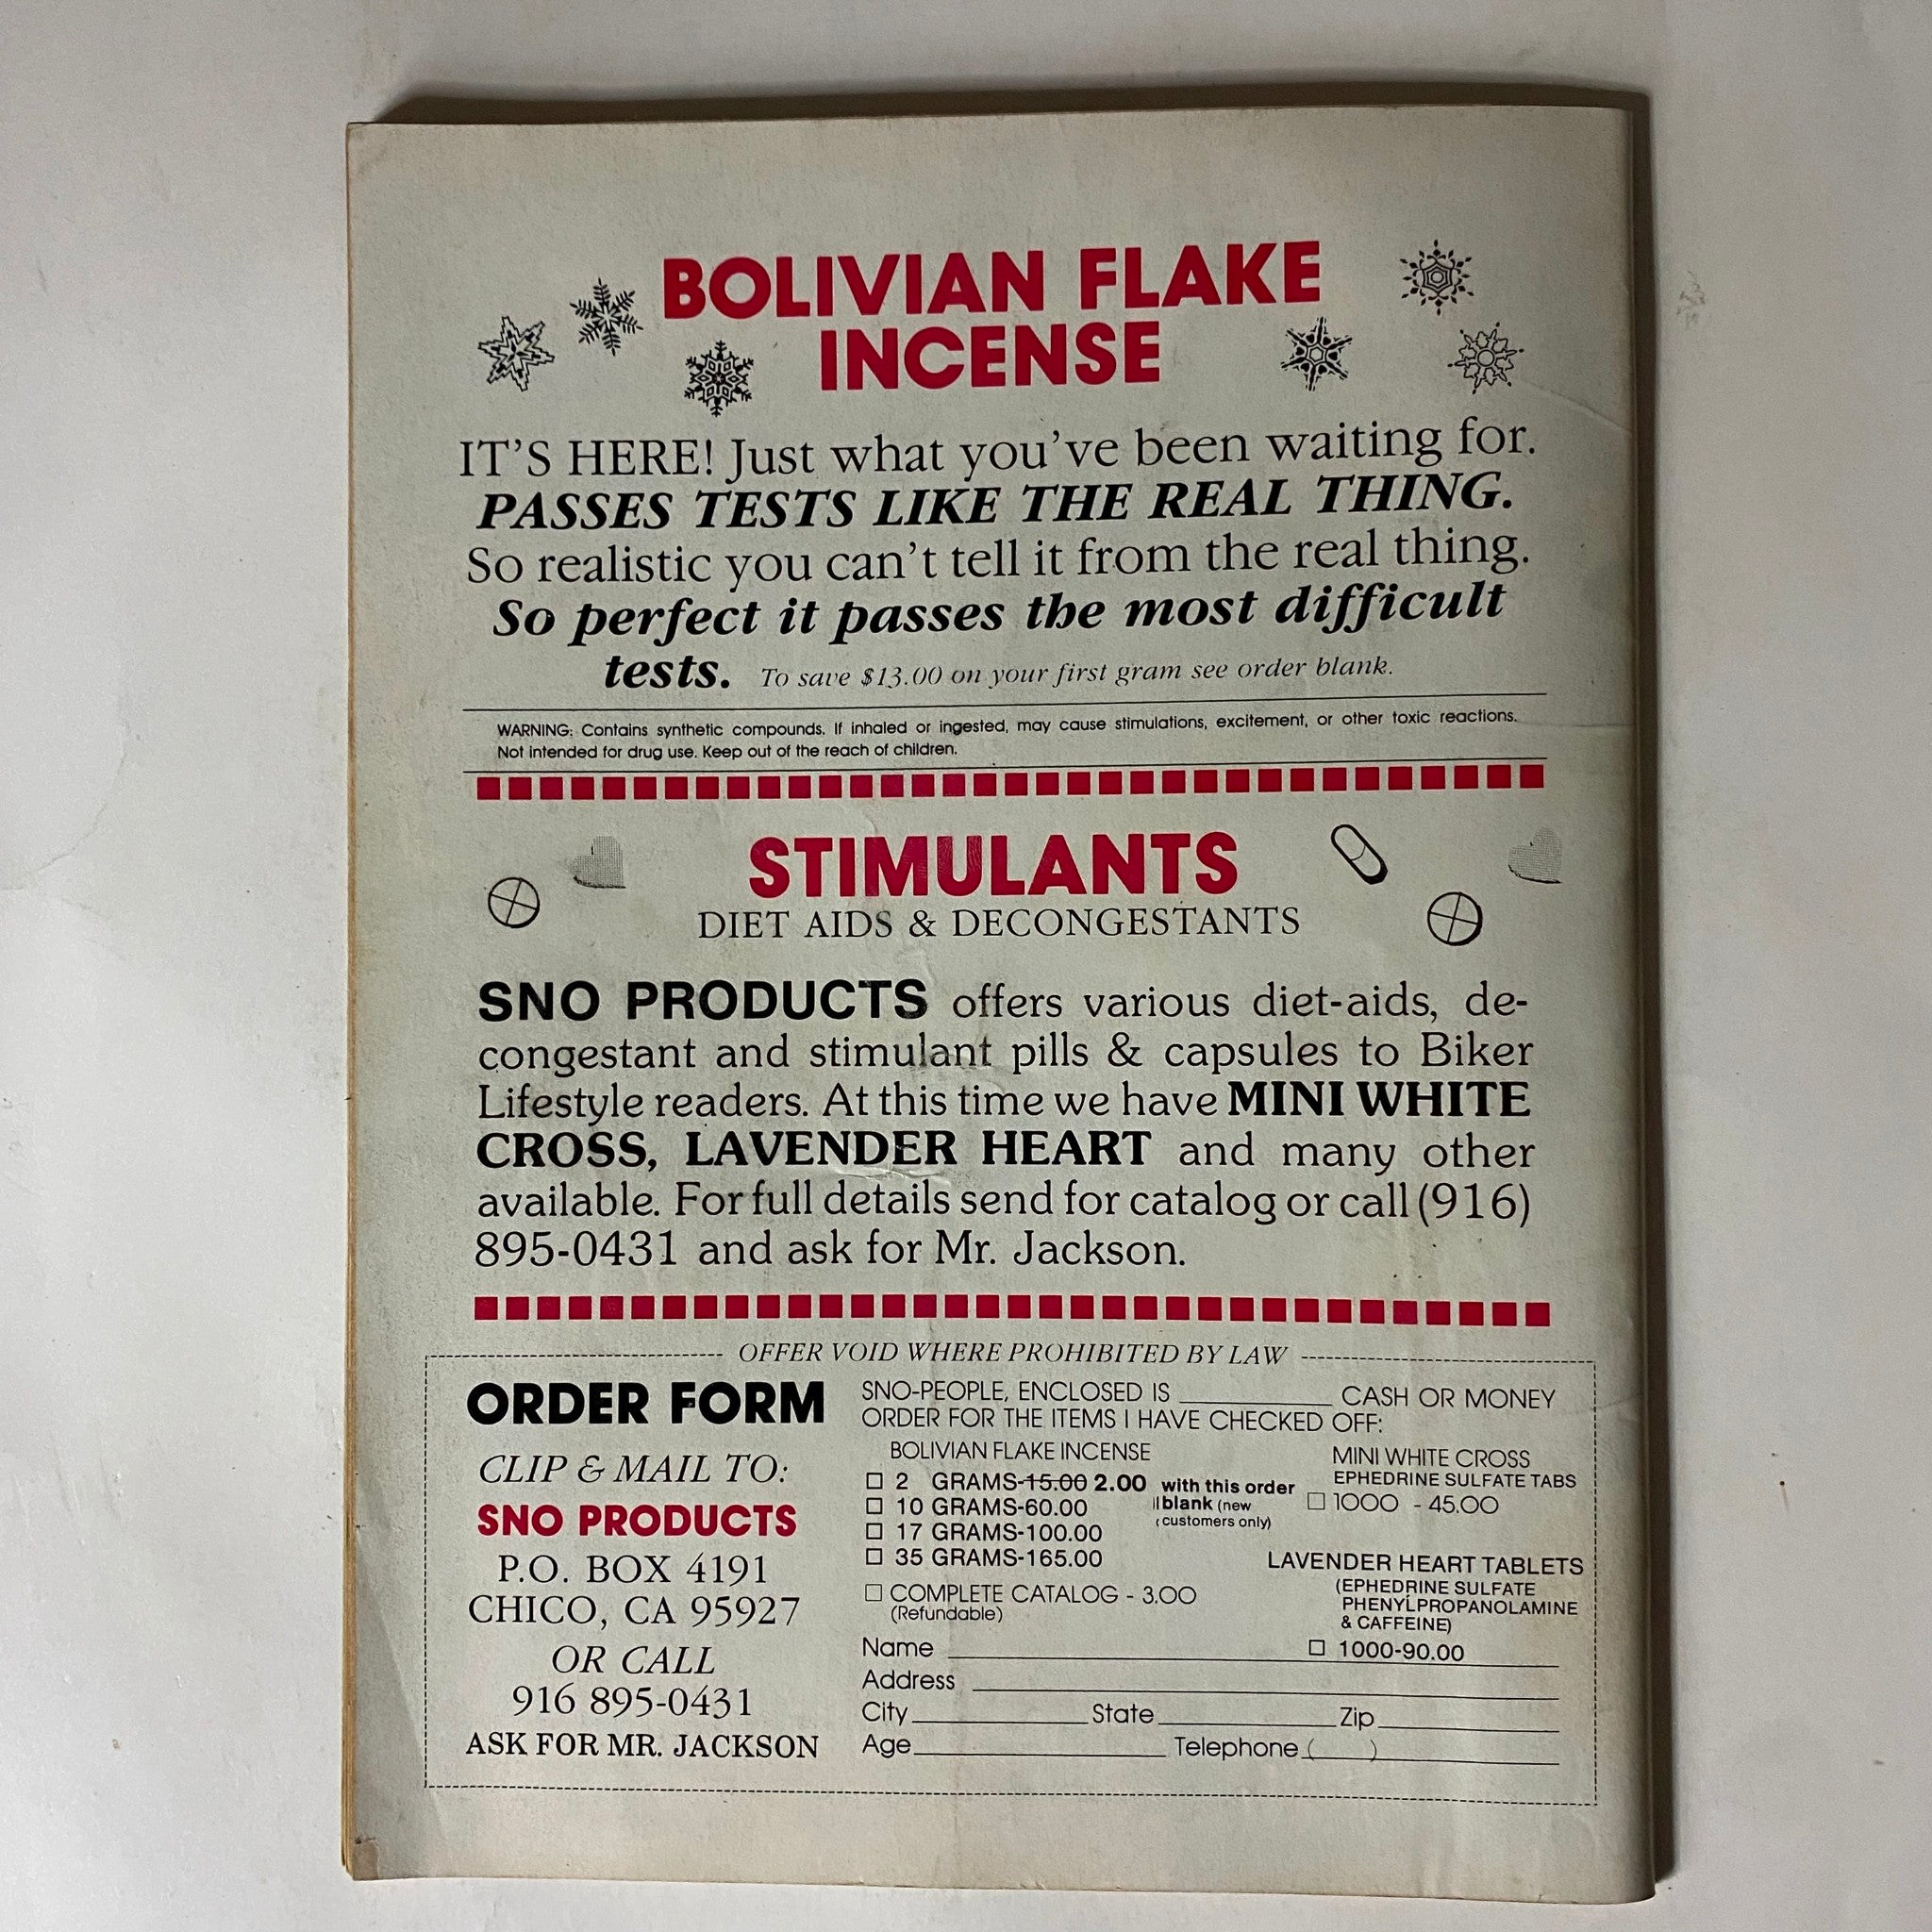 BOLIVIAN FLAKE
INCENSE
IT'S HERE! Just what you've been waiting for.
PASSES TESTS LIKE THE REAL THING.
So realistic you can't tell it from the real thing.
So perfect it passes the most difficult
tests. To save $13.00 on your first gram see order blank.
WARNING: Contains synthetic compounds. If inhaled or ingested, may cause stimulations, excitement, or other toxic reactions.
Not intended for drug use. Keep out of the reach of children.
STIMULANTS
DIET AIDS & DECONGESTANTS
SNO PRODUCTS offers various diet-aids, de-
congestant and stimulant pills & capsules to Biker
Lifestyle readers. At this time we have MINI WHITE
CROSS, LAVENDER HEART and many other
available. For full details send for catalog or call (916)
895-0431 and ask for Mr. Jackson.
OFFER VOID WHERE PROHIBITED BY LAW
ORDER FORM
CLIP & MAIL TO:
SNO PRODUCTS
P.O. BOX 4191
CHICO, CA 95927
OR CALL
916 895-0431
ASK FOR MR. JACKSON
SNO-PEOPLE, ENCLOSED IS ____________ CASH OR MONEY
ORDER FOR THE ITEMS I HAVE CHECKED OFF:
BOLIVIAN FLAKE INCENSE
2 GRAMS-15.00 2.00 with this order
blank (new
customers only)
10 GRAMS-60.00
17 GRAMS-100.00
35 GRAMS-165.00
COMPLETE CATALOG - 3.00
(Refundable)
MINI WHITE CROSS
EPHEDRINE SULFATE TABS
1000 - 45.00
LAVENDER HEART TABLETS
(EPHEDRINE SULFATE
PHENYLPROPANOLAMINE
& CAFFEINE)
1000-90.00
Name
Address
City State Zip
Age Telephone ( )